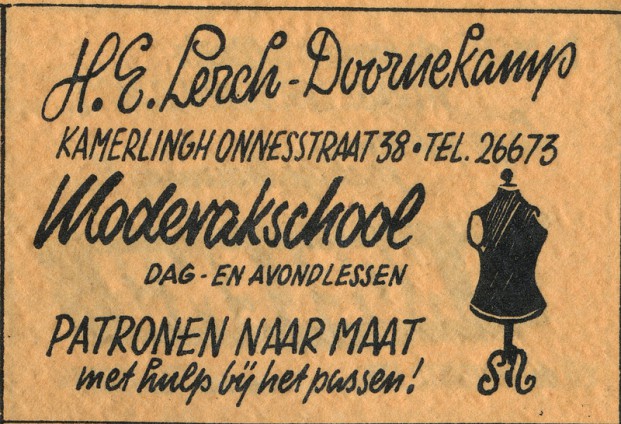 H. E. Lerch-Doornekamp
KAMERLINGH ONNESSTRAAT 38 • TEL. 26673
Modevakschool
DAG - EN AVONDLESSEN
PATRONEN NAAR MAAT
met hulp bij het passen!